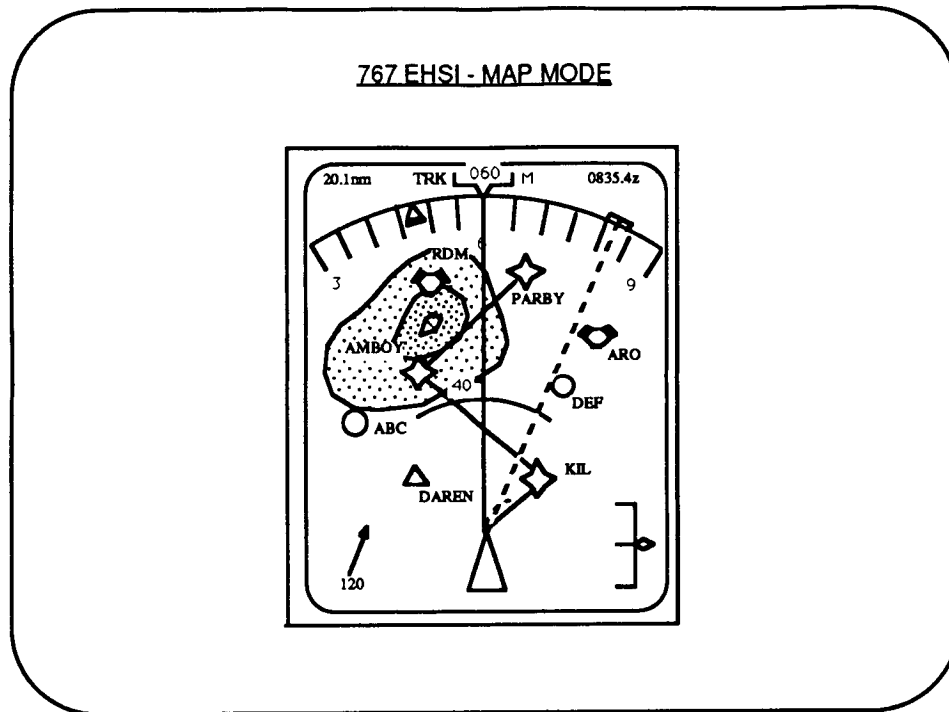 767 EHSI - MAP MODE
20.1nm TRK 060 M 0835.4z
6
RDM
3 9
PARBY
AMBOY ARO
40
DEF
ABC
KIL
DAREN
120